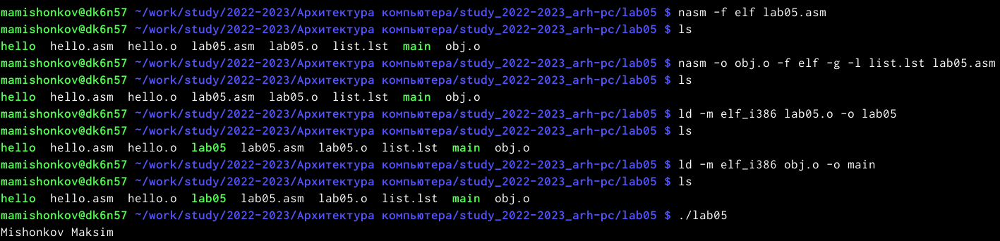 mamishonkov@dk6n57 ~/work/study/2022-2023/Архитектура компьютера/study_2022-2023_arh-pc/lab05 $ nasm -f elf lab05.asm
mamishonkov@dk6n57 ~/work/study/2022-2023/Архитектура компьютера/study_2022-2023_arh-pc/lab05 $ ls
hello  hello.asm  hello.o  lab05.asm  lab05.o  list.lst  main  obj.o
mamishonkov@dk6n57 ~/work/study/2022-2023/Архитектура компьютера/study_2022-2023_arh-pc/lab05 $ nasm -o obj.o -f elf -g -l list.lst lab05.asm
mamishonkov@dk6n57 ~/work/study/2022-2023/Архитектура компьютера/study_2022-2023_arh-pc/lab05 $ ls
hello  hello.asm  hello.o  lab05.asm  lab05.o  list.lst  main  obj.o
mamishonkov@dk6n57 ~/work/study/2022-2023/Архитектура компьютера/study_2022-2023_arh-pc/lab05 $ ld -m elf_i386 lab05.o -o lab05
mamishonkov@dk6n57 ~/work/study/2022-2023/Архитектура компьютера/study_2022-2023_arh-pc/lab05 $ ls
hello  hello.asm  hello.o  lab05  lab05.asm  lab05.o  list.lst  main  obj.o
mamishonkov@dk6n57 ~/work/study/2022-2023/Архитектура компьютера/study_2022-2023_arh-pc/lab05 $ ld -m elf_i386 obj.o -o main
mamishonkov@dk6n57 ~/work/study/2022-2023/Архитектура компьютера/study_2022-2023_arh-pc/lab05 $ ls
hello  hello.asm  hello.o  lab05  lab05.asm  lab05.o  list.lst  main  obj.o
mamishonkov@dk6n57 ~/work/study/2022-2023/Архитектура компьютера/study_2022-2023_arh-pc/lab05 $ ./lab05
Mishonkov Maksim